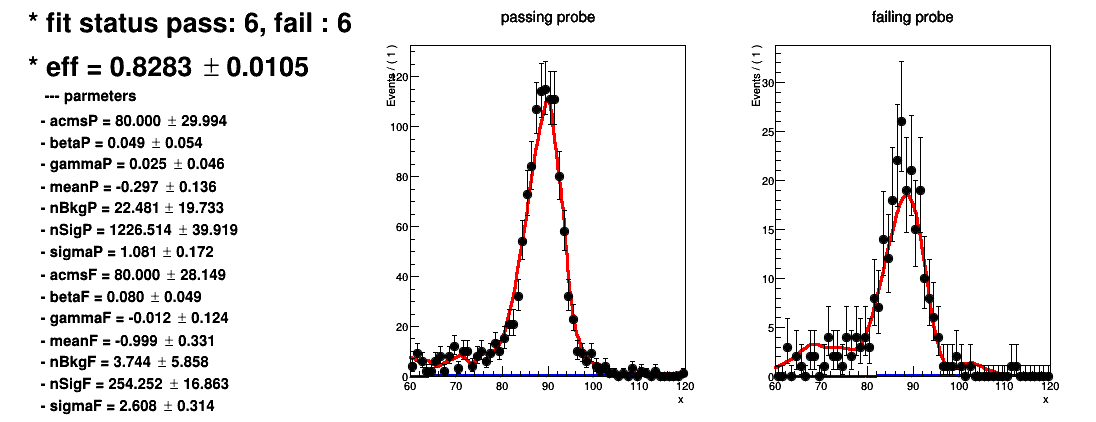 * fit status pass: 6, fail : 6
* eff = 0.8283 ± 0.0105
--- parmeters
- acmsP = 80.000 ± 29.994
- betaP = 0.049 ± 0.054
- gammaP = 0.025 ± 0.046
- meanP = -0.297 ± 0.136
- nBkgP = 22.481 ± 19.733
- nSigP = 1226.514 ± 39.919
- sigmaP = 1.081 ± 0.172
- acmsF = 80.000 ± 28.149
- betaF = 0.080 ± 0.049
- gammaF = -0.012 ± 0.124
- meanF = -0.999 ± 0.331
- nBkgF = 3.744 ± 5.858
- nSigF = 254.252 ± 16.863
- sigmaF = 2.608 ± 0.314
passing probe
Events / ( 1 )
120
100
80
60
40
20
0
60 70 80 90 100 110 120
x
failing probe
Events / ( 1 )
30
25
20
15
10
5
0
60 70 80 90 100 110 120
x